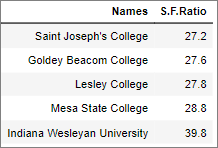 Names S.F.Ratio
Saint Joseph's College 27.2
Goldey Beacom College 27.6
Lesley College 27.8
Mesa State College 28.8
Indiana Wesleyan University 39.8